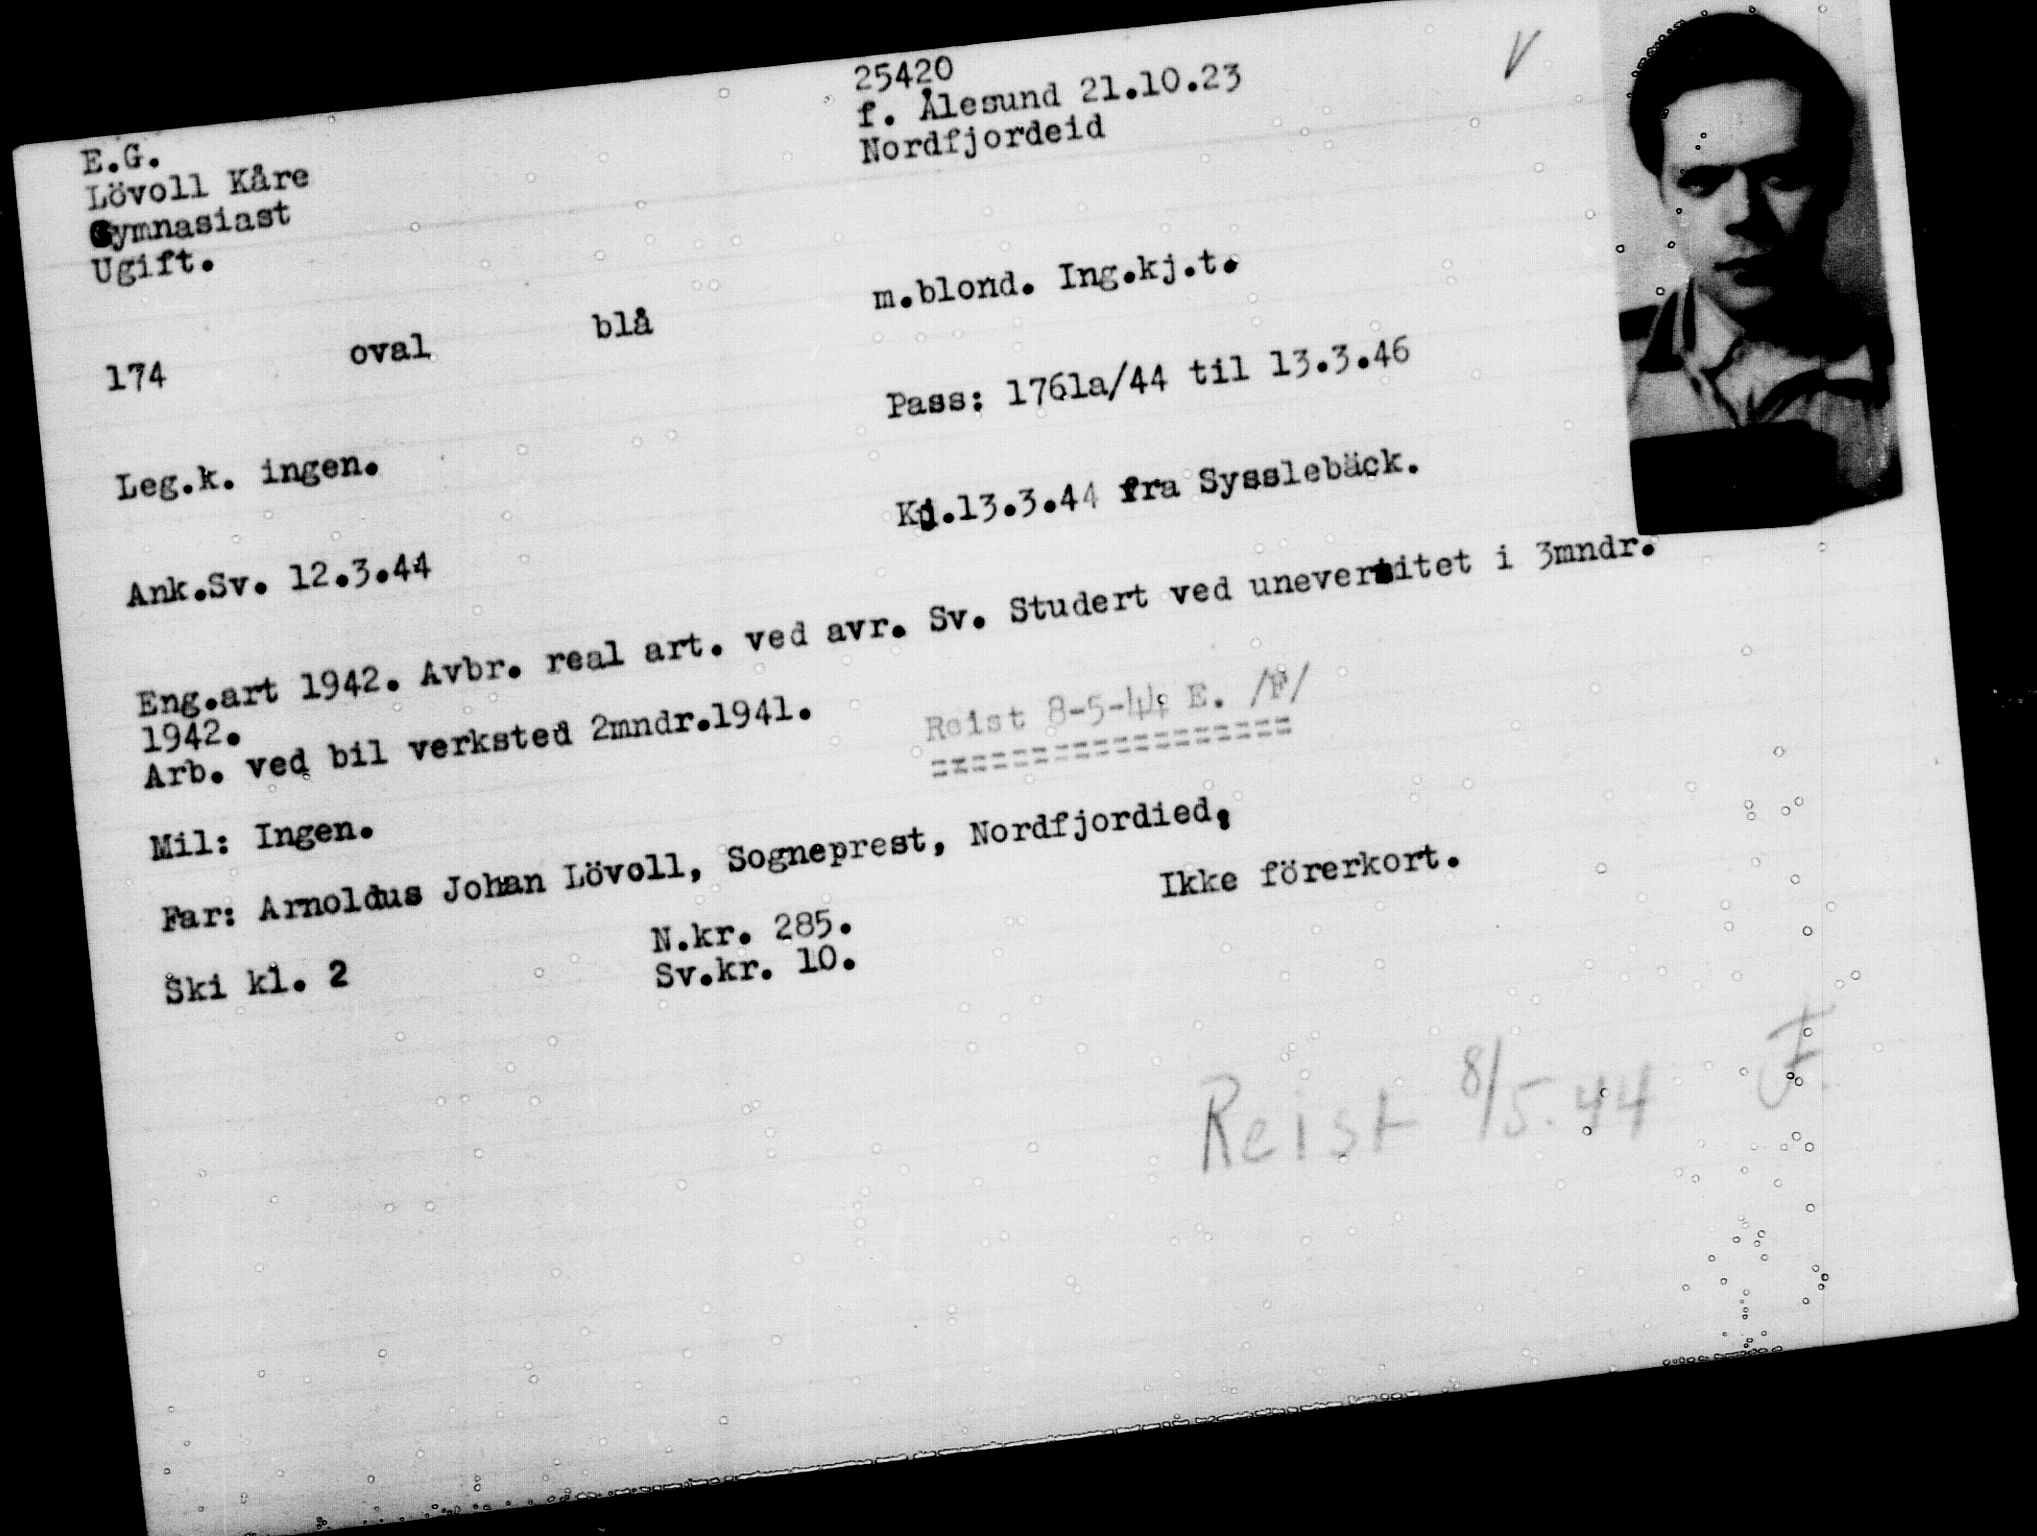 25420
E.G.
f. Ålesund 21.10.23
Lövoll Kåre
Nordfjordeid
Gymnasiast
Ugift.
174 oval blå m.blond. Ing.kj.t.
Pass: 1761a/44 til 13.3.46
Leg.k. ingen.
Kj.13.3.44 fra Sysslebäck.
Ank.Sv. 12.3.44
Eng.art 1942. Avbr. real art. ved avr. Sv. Studert ved uneversitet i 3mndr.
1942.
Arb. ved bil verksted 2mndr.1941.
Reist 8-5-44 E. /F/
==================
Mil: Ingen.
Far: Arnoldus Johan Lövoll, Sogneprest, Nordfjordied,
Ikke förerkort.
Ski kl. 2 N.kr. 285.
Sv.kr. 10.
Reist 8/5.44 F.